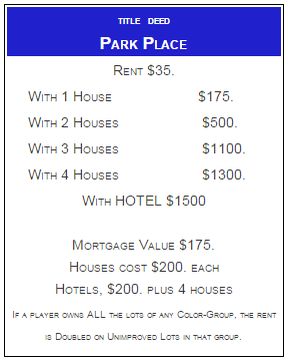 TITLE DEED
PARK PLACE
RENT $35.
WITH 1 HOUSE $175.
WITH 2 HOUSES $500.
WITH 3 HOUSES $1100.
WITH 4 HOUSES $1300.
WITH HOTEL $1500
MORTGAGE VALUE $175.
HOUSES COST $200. EACH
HOTELS, $200. PLUS 4 HOUSES
IF A PLAYER OWNS ALL THE LOTS OF ANY COLOR-GROUP, THE RENT
IS DOUBLED ON UNIMPROVED LOTS IN THAT GROUP.